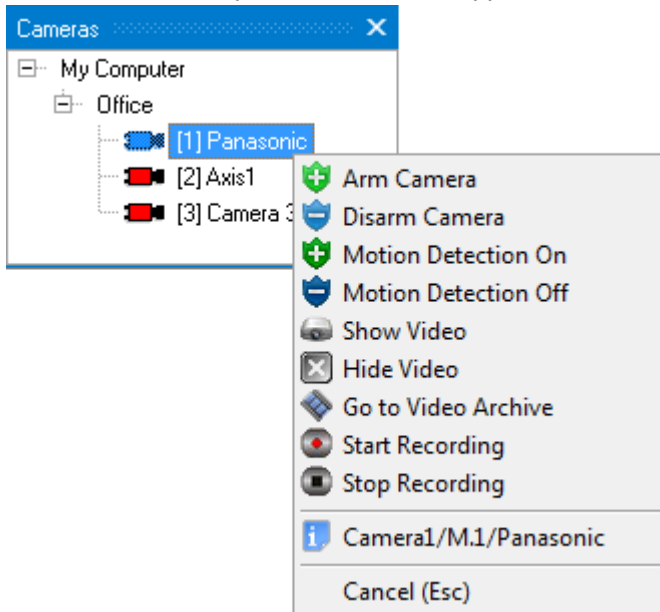 Cameras
My Computer
Office
[1] Panasonic
[2] Axis1
[3] Camera 3
Arm Camera
Disarm Camera
Motion Detection On
Motion Detection Off
Show Video
Hide Video
Go to Video Archive
Start Recording
Stop Recording
Camera1/M.1/Panasonic
Cancel (Esc)